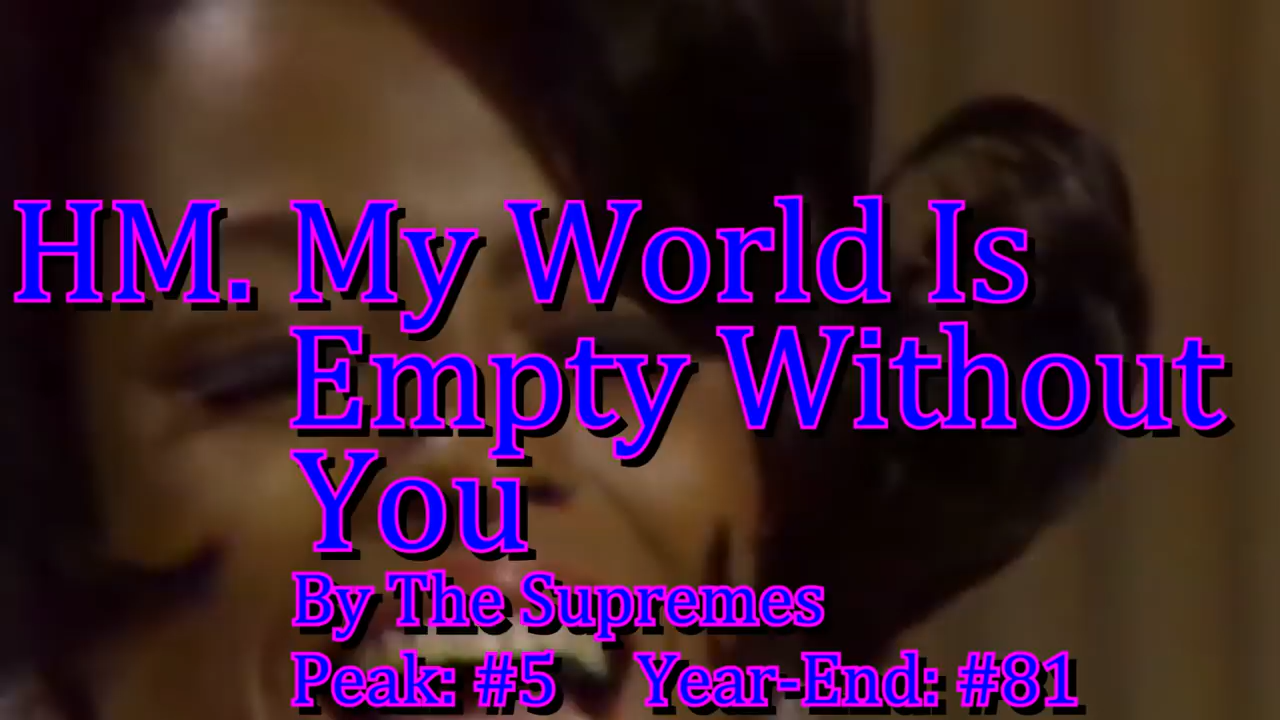 HM. My World Is
Empty Without
You
By The Supremes
Peak: #5 Year-End: #81